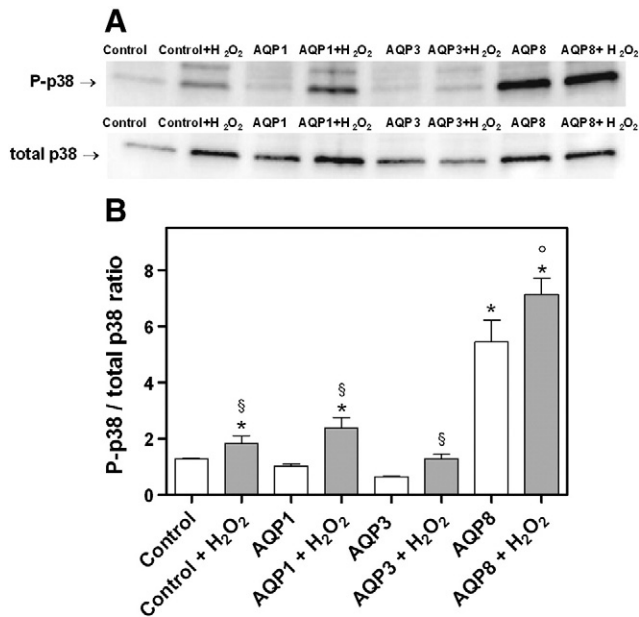 A
Control Control+H2O2 AQP1 AQP1+H2O2 AQP3 AQP3+H2O2 AQP8 AQP8+ H2O2
P-p38 →
Control Control+H 2O2 AQP1 AQP1+H2O2 AQP3 AQP3+H2O2 AQP8 AQP8+ H2O2
total p38 →
B
P-p38 / total p38 ratio
8
6
4
2
0
§
*
§
*
§
*
°
*
Control
Control + H2O2
AQP1
AQP1 + H2O2
AQP3
AQP3 + H2O2
AQP8
AQP8 + H2O2